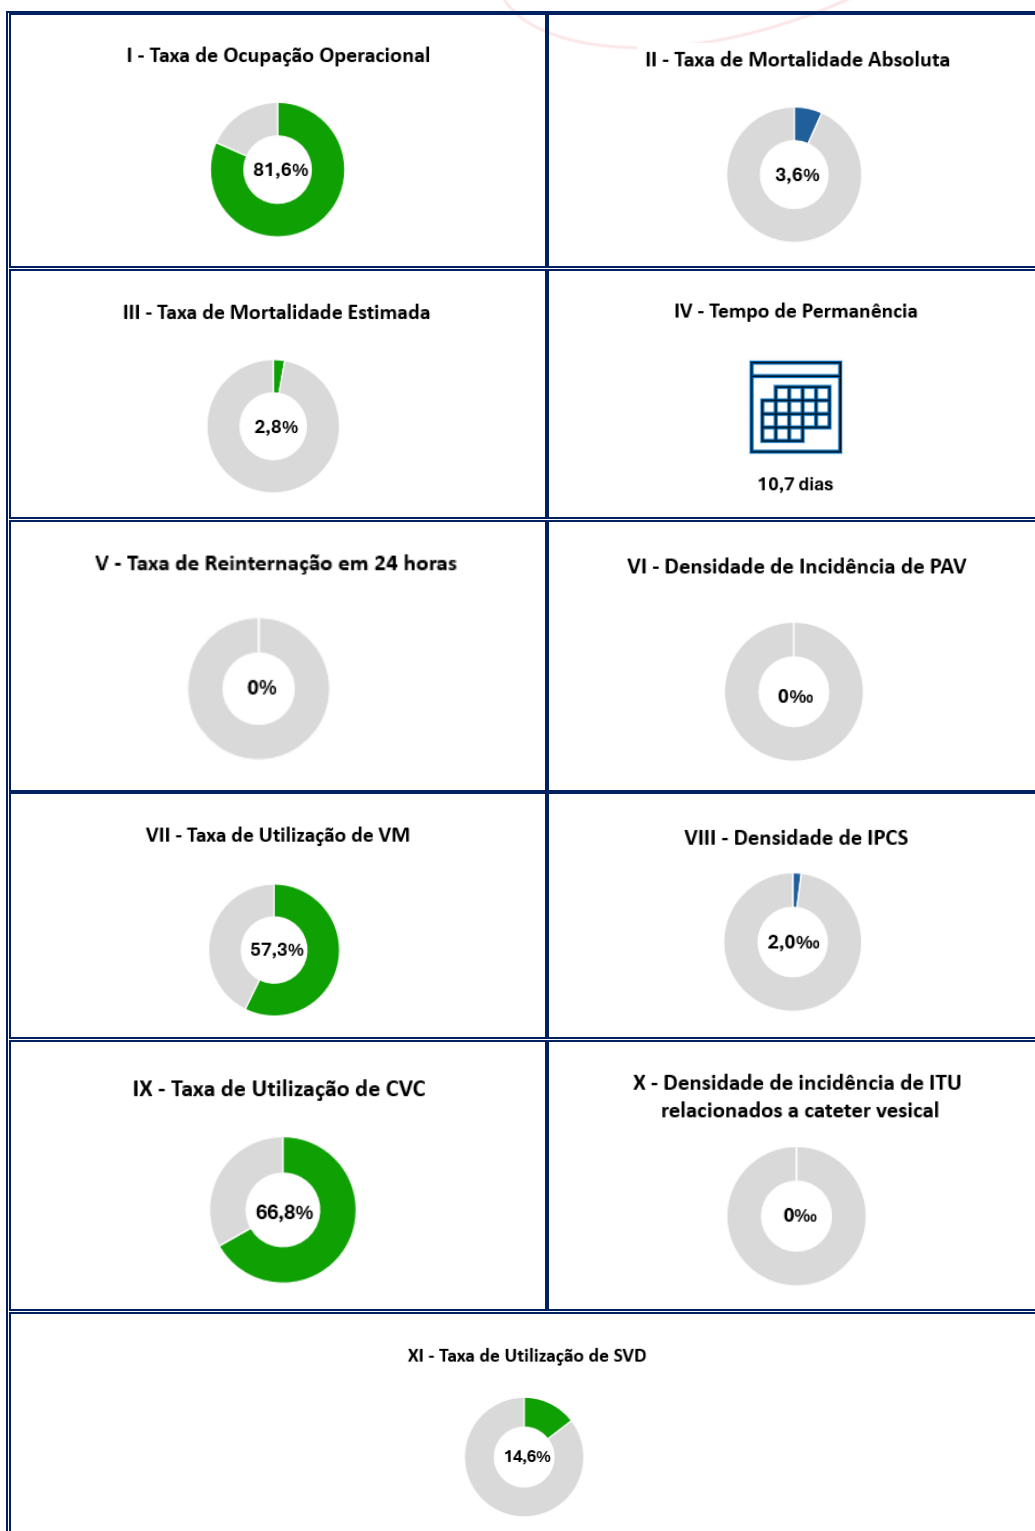 I - Taxa de Ocupação Operacional
81,6%
II - Taxa de Mortalidade Absoluta
3,6%
III - Taxa de Mortalidade Estimada
2,8%
IV - Tempo de Permanência
10,7 dias
V - Taxa de Reinternação em 24 horas
0%
VI - Densidade de Incidência de PAV
0‰
VII - Taxa de Utilização de VM
57,3%
VIII - Densidade de IPCS
2,0‰
IX - Taxa de Utilização de CVC
66,8%
X - Densidade de incidência de ITU
relacionados a cateter vesical
0‰
XI - Taxa de Utilização de SVD
14,6%